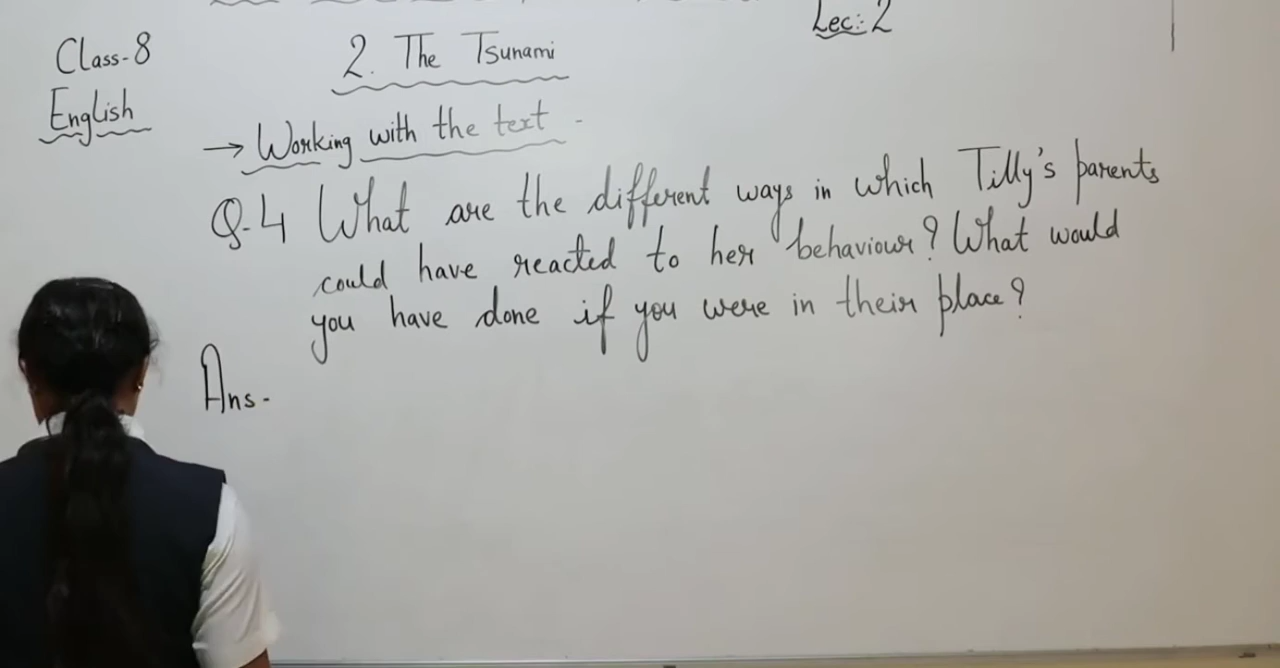 Lec: 2
Class-8
2. The Tsunami
English
→ Working with the text -
Q-4 What are the different ways in which Tilly's parents
could have reacted to her behaviour? What would
you have done if you were in their place?
Ans-